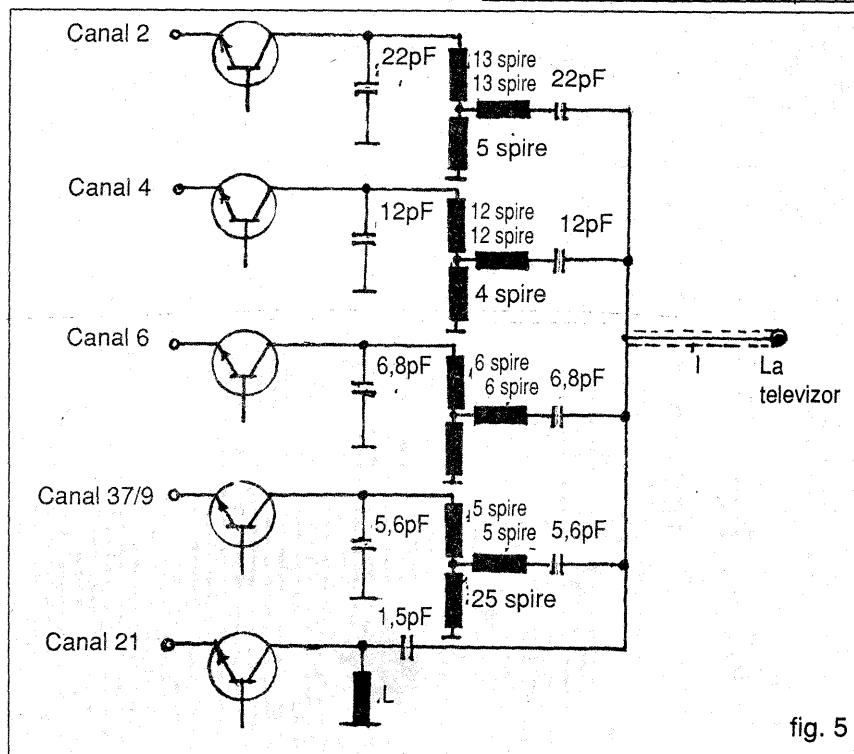 Canal 2
22pF
13 spire
13 spire
22pF
5 spire
Canal 4
12pF
12 spire
12 spire
12pF
4 spire
Canal 6
6,8pF
6 spire
6 spire
6,8pF
l
La
televizor
Canal 37/9
5,6pF
5 spire
5 spire
5,6pF
25 spire
1,5pF
Canal 21
L
fig. 5